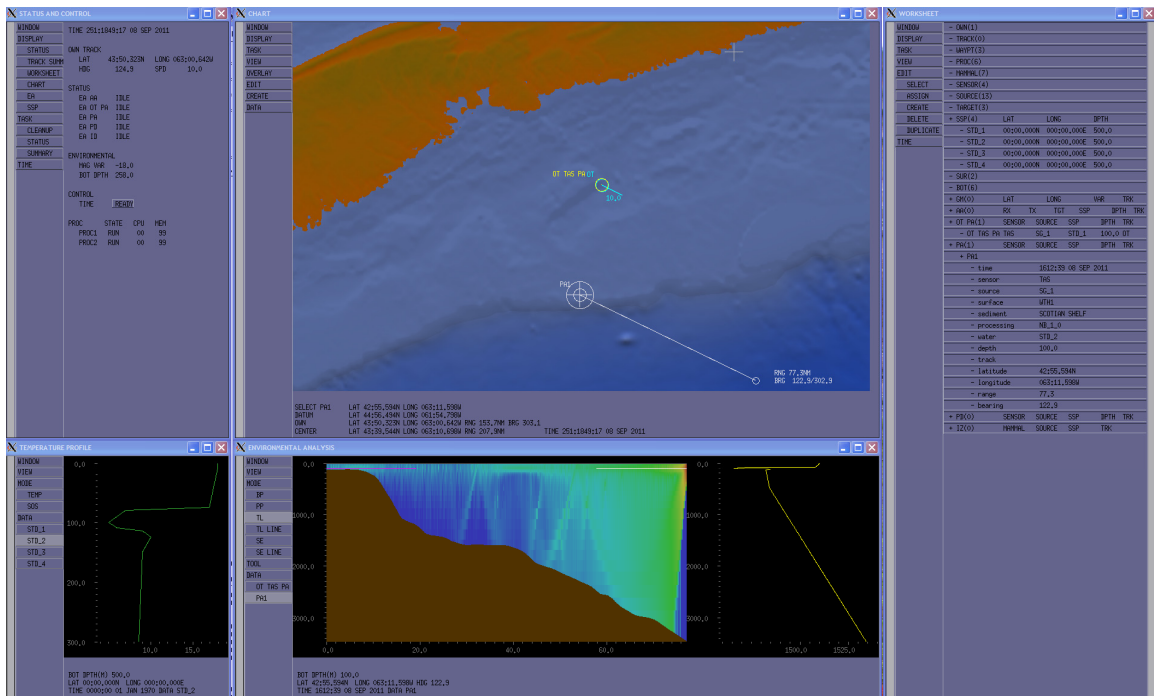 STATUS AND CONTROL
WINDOW
DISPLAY
STATUS
TRACK SUMM
WORKSHEET
CHART
EA
SSP
TASK
CLEANUP
STATUS
SUMMARY
TIME
TIME 251:1849:17 08 SEP 2011
OWN TRACK
LAT 43:50.323N LONG 063:00.642W
HDG 124.9 SPD 10.0
STATUS
EA AA IDLE
EA OT PA IDLE
EA PA IDLE
EA PD IDLE
EA ID IDLE
ENVIRONMENTAL
MAG VAR -18.0
BOT DPTH 258.0
CONTROL
TIME READY
PROC STATE CPU MEM
PROC1 RUN 00 99
PROC2 RUN 00 99
CHART
WINDOW
DISPLAY
TASK
VIEW
OVERLAY
EDIT
CREATE
DATA
OT TAS PA OT
10.0
PA1
RNG 77.3NM
BRG 122.9/302.9
SELECT PA1 LAT 42:55.594N LONG 063:11.598W
DATUM LAT 44:56.494N LONG 061:54.798W
OWN LAT 43:50.323N LONG 063:00.642W RNG 153.7NM BRG 303.1
CENTER LAT 43:39.544N LONG 063:10.698W RNG 207.9NM TIME 251:1849:17 08 SEP 2011
WORKSHEET
WINDOW
DISPLAY
TASK
VIEW
EDIT
SELECT
ASSIGN
CREATE
DELETE
DUPLICATE
TIME
- OWN(1)
- TRACK(0)
- WAYPT(3)
- PROC(6)
- MAMMAL(7)
- SENSOR(4)
- SOURCE(13)
- TARGET(3)
+ SSP(4) LAT LONG DPTH
- STD_1 00:00.000N 000:00.000E 500.0
- STD_2 00:00.000N 000:00.000E 500.0
- STD_3 00:00.000N 000:00.000E 500.0
- STD_4 00:00.000N 000:00.000E 500.0
- SUR(2)
- BOT(6)
+ GM(0) LAT LONG VAR TRK
+ AA(0) RX TX TGT SSP DPTH TRK
+ OT PA(1) SENSOR SOURCE SSP DPTH TRK
- OT TAS PA TAS SG_1 STD_1 100.0 OT
+ PA(1) SENSOR SOURCE SSP DPTH TRK
+ PA1
- time 1612:39 08 SEP 2011
- sensor TAS
- source SG_1
- surface WTH1
- sediment SCOTIAN SHELF
- processing NB_1_0
- water STD_2
- depth 100.0
- track
- latitude 42:55.594N
- longitude 063:11.598W
- range 77.3
- bearing 122.9
+ PD(0) SENSOR SOURCE SSP DPTH TRK
+ IZ(0) MAMMAL SOURCE SSP TRK
TEMPERATURE PROFILE
WINDOW
VIEW
MODE
TEMP
SOS
DATA
STD_1
STD_2
STD_3
STD_4
0.0
100.0
200.0
300.0
10.0 15.0
BOT DPTH(M) 500.0
LAT 00:00.000N LONG 000:00.000E
TIME 0000:00 01 JAN 1970 DATA STD_2
ENVIRONMENTAL ANALYSIS
WINDOW
VIEW
MODE
BP
PP
TL
TL LINE
SE
SE LINE
TOOL
DATA
OT TAS PA
PA1
0.0
1000.0
2000.0
3000.0
0.0 20.0 40.0 60.0
0.0
1000.0
2000.0
3000.0
1500.0 1525.0
BOT DPTH(M) 100.0
LAT 42:55.594N LONG 063:11.598W HDG 122.9
TIME 1612:39 08 SEP 2011 DATA PA1